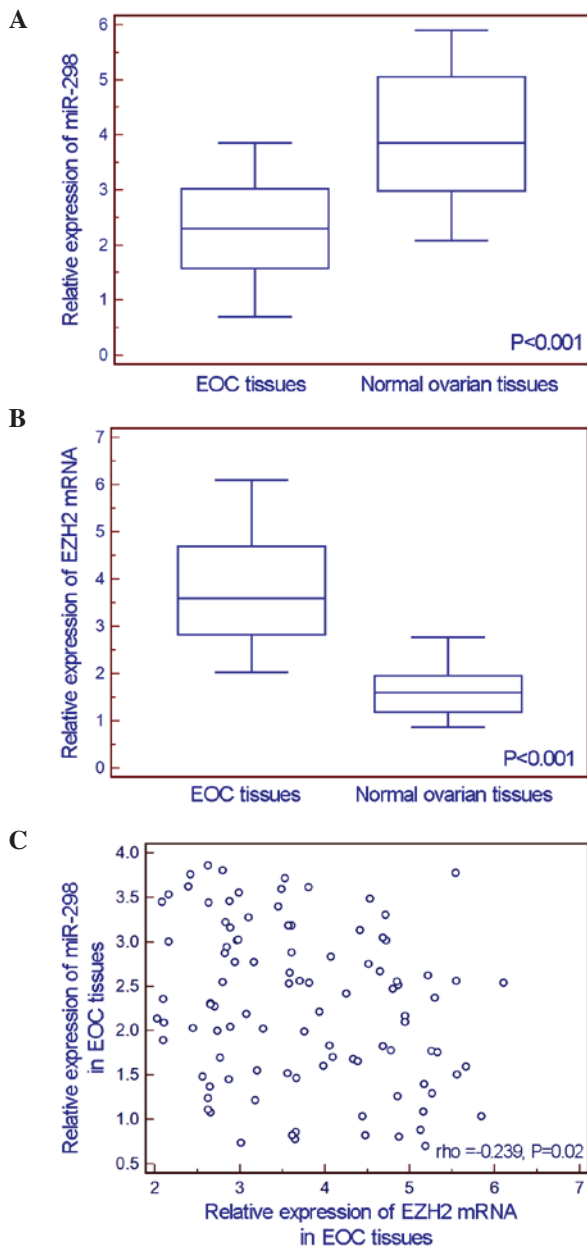 A
Relative expression of miR-298
6
5
4
3
2
1
0
P<0.001
EOC tissues
Normal ovarian tissues
B
Relative expression of EZH2 mRNA
7
6
5
4
3
2
1
0
P<0.001
EOC tissues
Normal ovarian tissues
C
Relative expression of miR-298
in EOC tissues
4.0
3.5
3.0
2.5
2.0
1.5
1.0
0.5
rho =-0.239, P=0.02
2 3 4 5 6 7
Relative expression of EZH2 mRNA
in EOC tissues